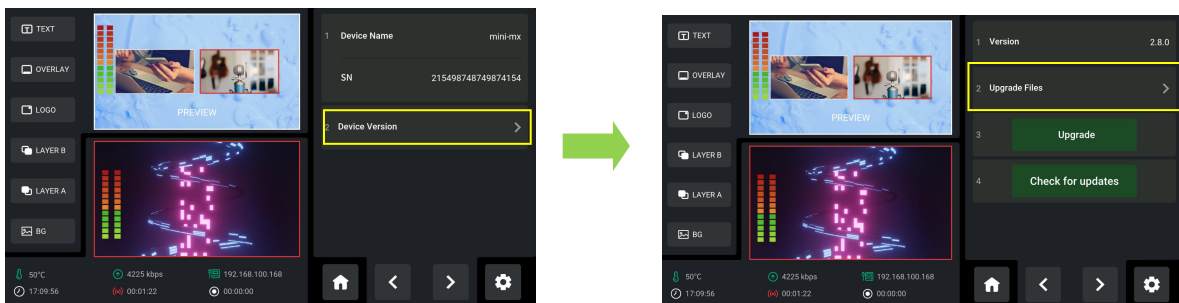 TEXT
OVERLAY
LOGO
LAYER B
LAYER A
BG
PREVIEW
1 Device Name mini-mx
SN 215498748749874154
2 Device Version
50°C 4225 kbps 192.168.100.168
17:09:56 00:01:22 00:00:00
TEXT
OVERLAY
LOGO
LAYER B
LAYER A
BG
PREVIEW
1 Version 2.8.0
2 Upgrade Files
3 Upgrade
4 Check for updates
50°C 4225 kbps 192.168.100.168
17:09:56 00:01:22 00:00:00